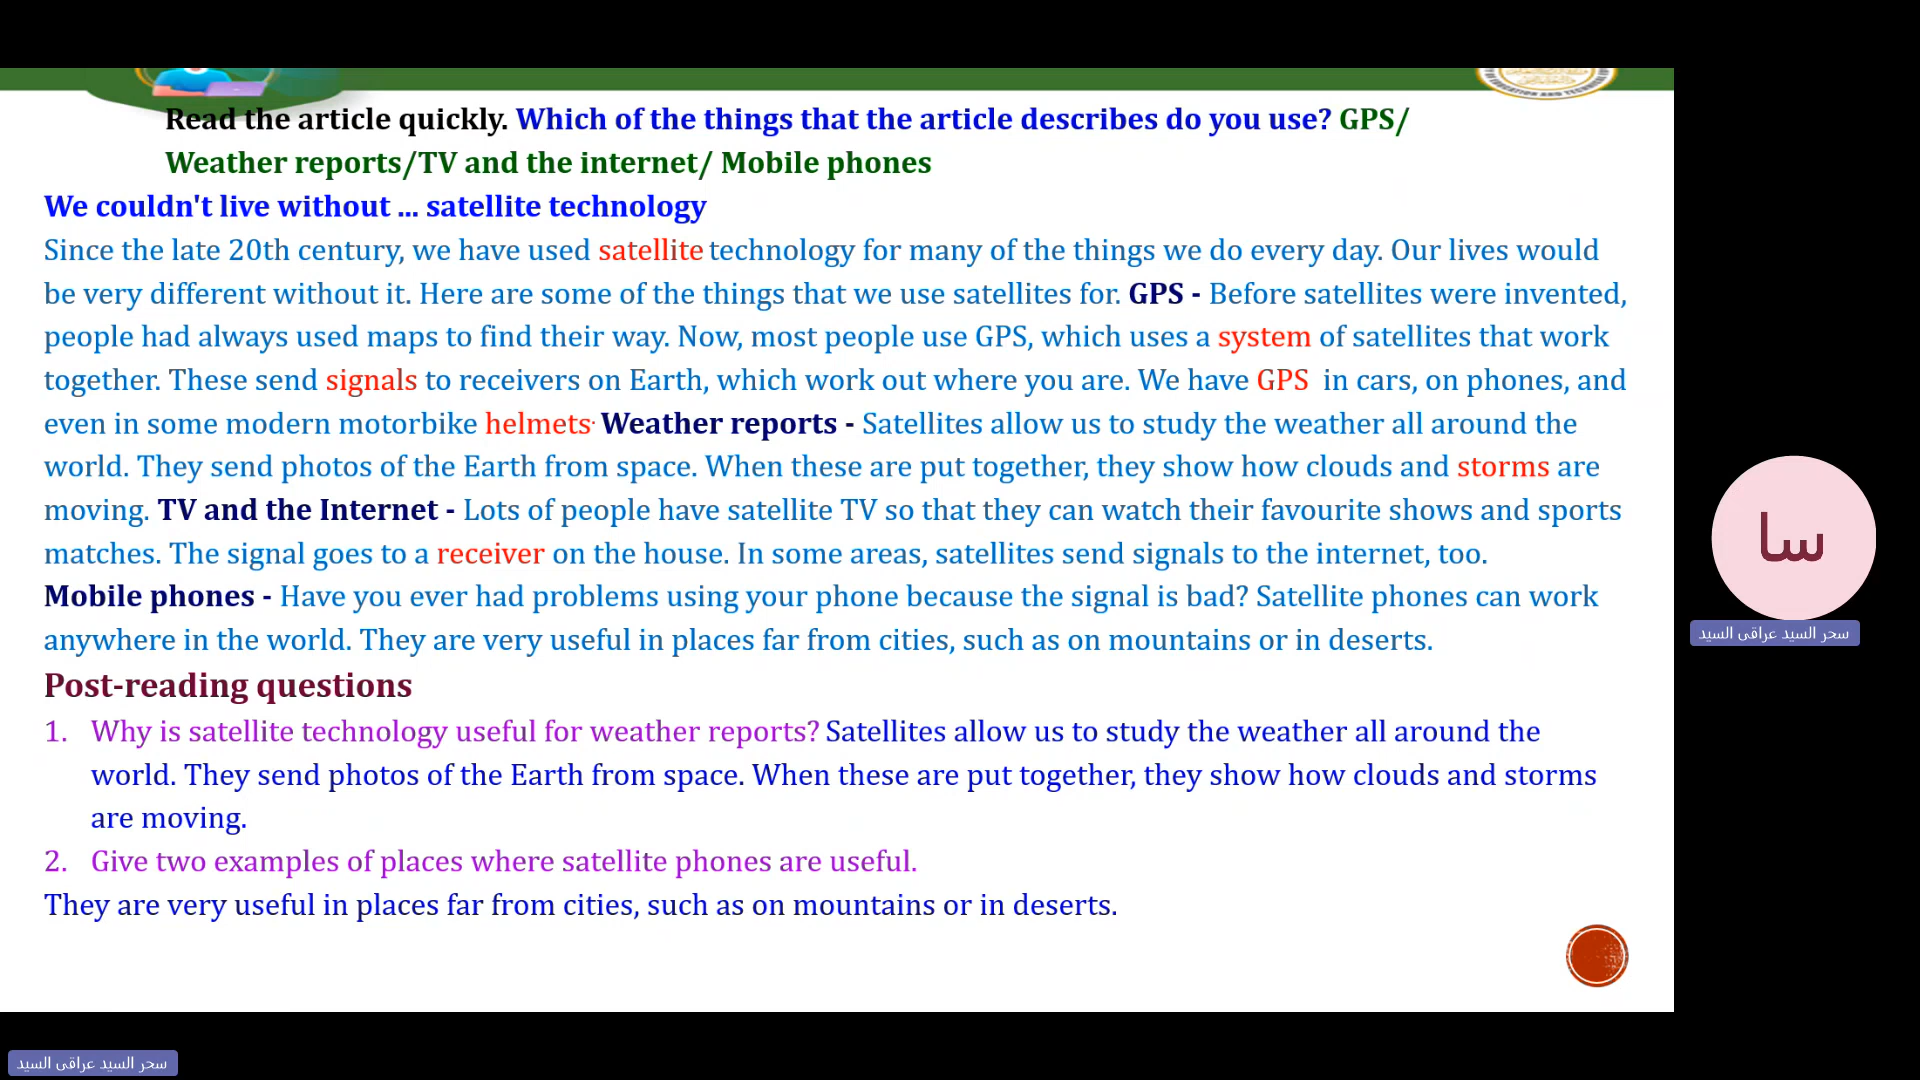 Read the article quickly. Which of the things that the article describes do you use? GPS/
Weather reports/TV and the internet/ Mobile phones
We couldn't live without ... satellite technology
Since the late 20th century, we have used satellite technology for many of the things we do every day. Our lives would
be very different without it. Here are some of the things that we use satellites for. GPS - Before satellites were invented,
people had always used maps to find their way. Now, most people use GPS, which uses a system of satellites that work
together. These send signals to receivers on Earth, which work out where you are. We have GPS in cars, on phones, and
even in some modern motorbike helmets. Weather reports - Satellites allow us to study the weather all around the
world. They send photos of the Earth from space. When these are put together, they show how clouds and storms are
moving. TV and the Internet - Lots of people have satellite TV so that they can watch their favourite shows and sports
matches. The signal goes to a receiver on the house. In some areas, satellites send signals to the internet, too.
Mobile phones - Have you ever had problems using your phone because the signal is bad? Satellite phones can work
anywhere in the world. They are very useful in places far from cities, such as on mountains or in deserts.
Post-reading questions
1. Why is satellite technology useful for weather reports? Satellites allow us to study the weather all around the
world. They send photos of the Earth from space. When these are put together, they show how clouds and storms
are moving.
2. Give two examples of places where satellite phones are useful.
They are very useful in places far from cities, such as on mountains or in deserts.
سا
سحر السيد عراقى السيد
سحر السيد عراقى السيد